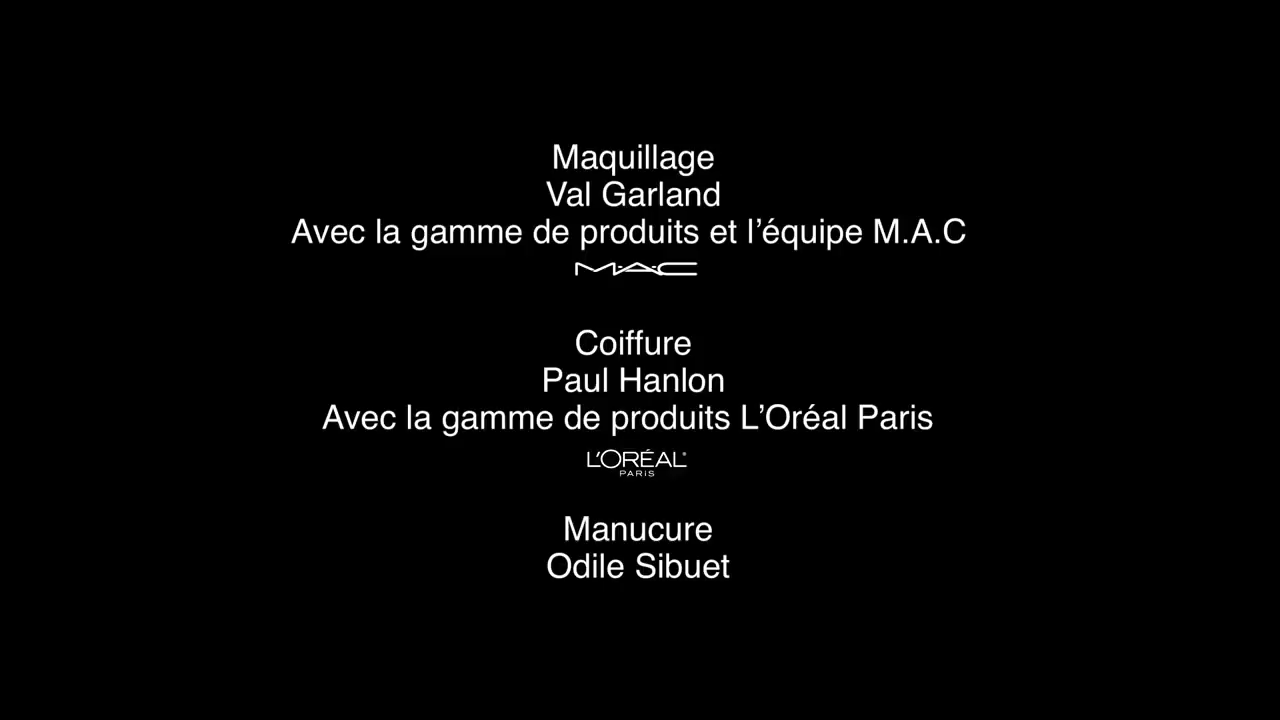 Maquillage
Val Garland
Avec la gamme de produits et l’équipe M.A.C
M·A·C
Coiffure
Paul Hanlon
Avec la gamme de produits L’Oréal Paris
L’ORÉAL®
PARIS
Manucure
Odile Sibuet